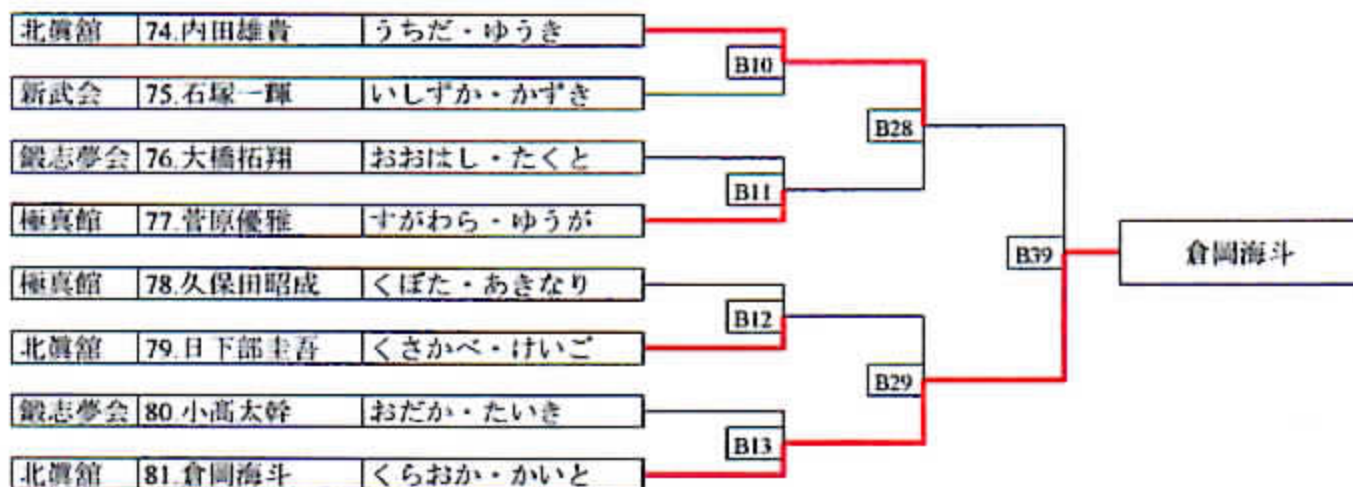 北眞舘 74.内田雄貴 うちだ・ゆうき
B10
新武会 75.石塚一輝 いしずか・かずき
B28
鍛志夢会 76.大橋拓翔 おおはし・たくと
B11
極真館 77.菅原優雅 すがわら・ゆうが
B39 倉岡海斗
極真館 78.久保田昭成 くぼた・あきなり
B12
北眞舘 79.日下部圭吾 くさかべ・けいご
B29
鍛志夢会 80.小髙太幹 おだか・たいき
B13
北眞舘 81.倉岡海斗 くらおか・かいと